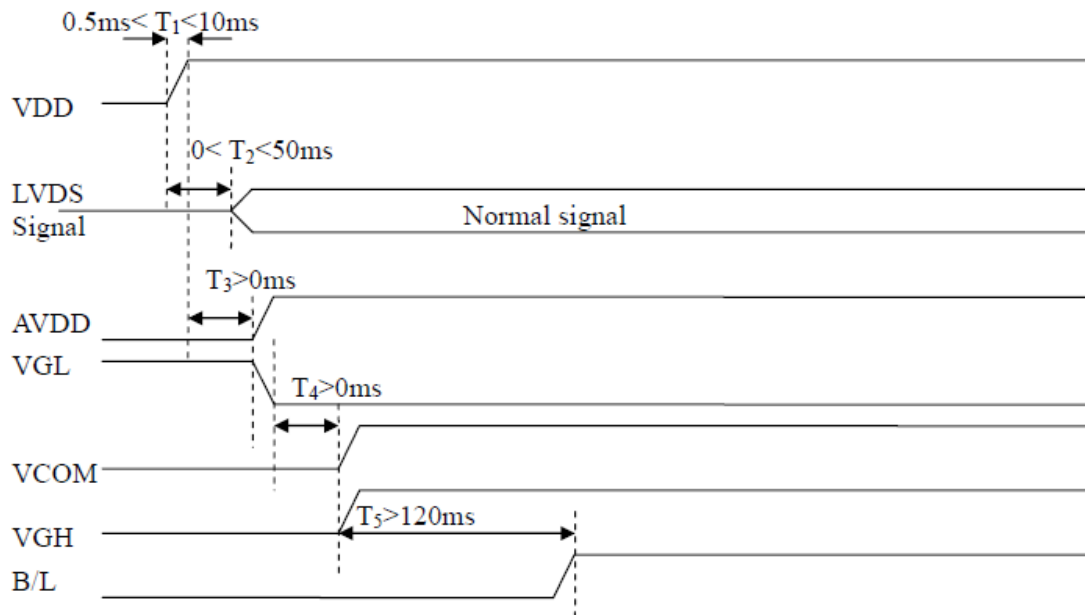 0.5ms< T₁<10ms
VDD
0< T₂<50ms
LVDS
Signal
Normal signal
T₃>0ms
AVDD
VGL
T₄>0ms
VCOM
T₅>120ms
VGH
B/L